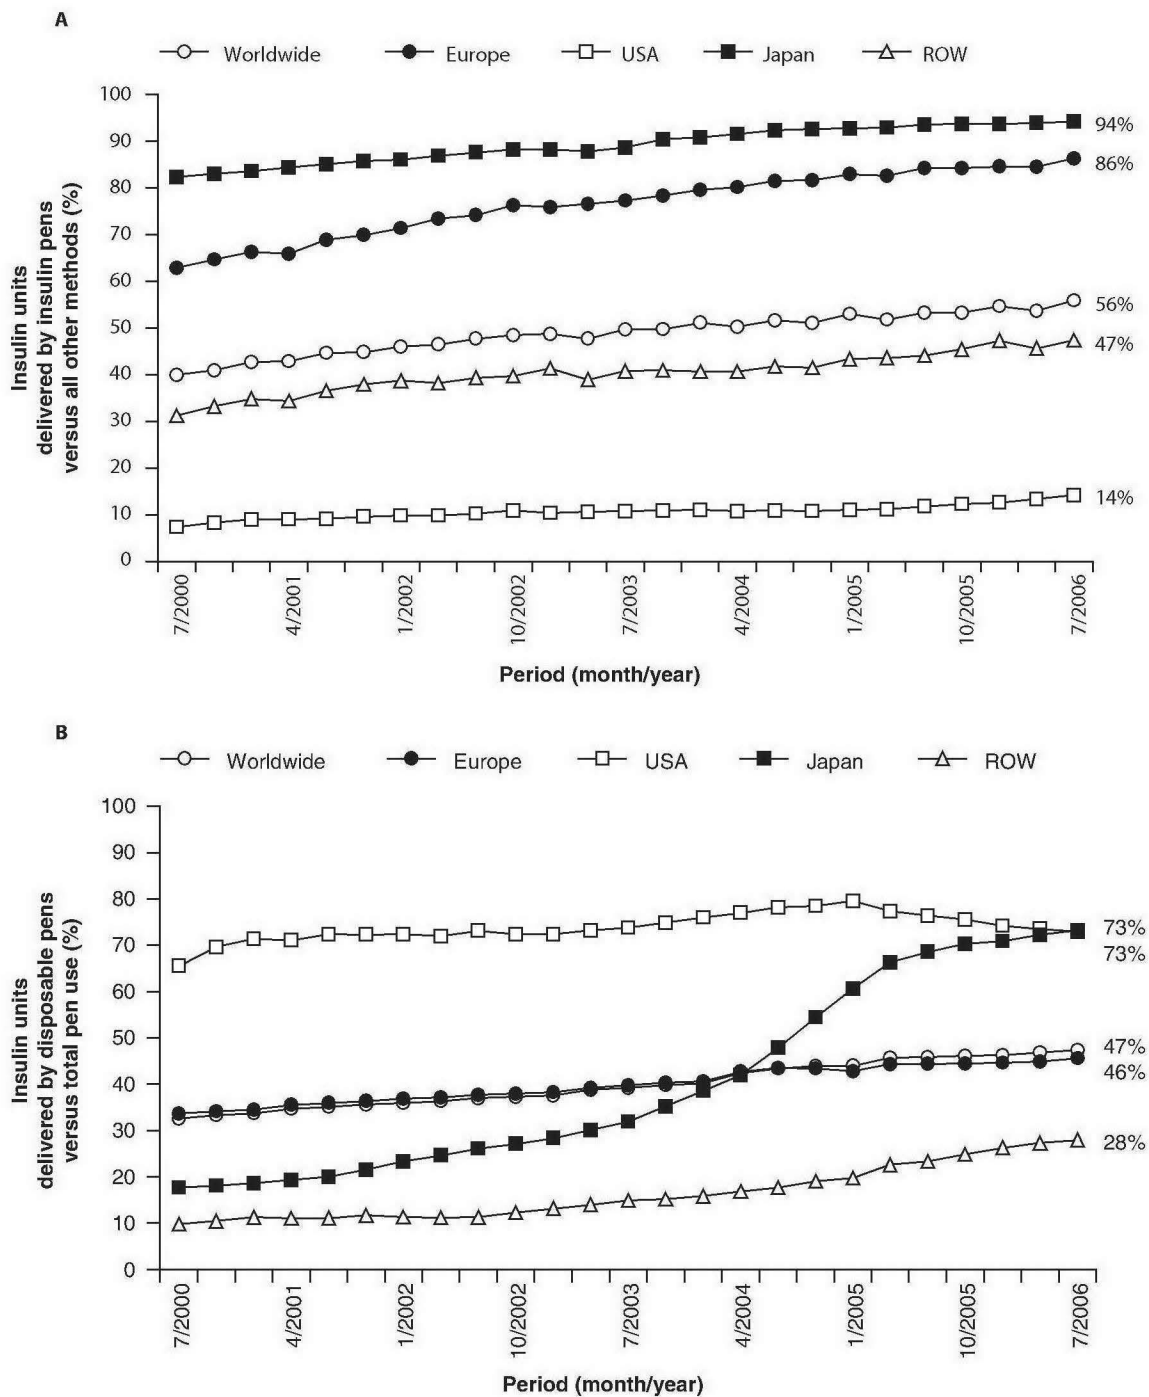 A
Worldwide Europe USA Japan ROW
Insulin units
delivered by insulin pens
versus all other methods (%)
100
90
80
70
60
50
40
30
20
10
0
94%
86%
56%
47%
14%
7/2000 4/2001 1/2002 10/2002 7/2003 4/2004 1/2005 10/2005 7/2006
Period (month/year)
B
Worldwide Europe USA Japan ROW
Insulin units
delivered by disposable pens
versus total pen use (%)
100
90
80
70
60
50
40
30
20
10
0
73%
73%
47%
46%
28%
7/2000 4/2001 1/2002 10/2002 7/2003 4/2004 1/2005 10/2005 7/2006
Period (month/year)